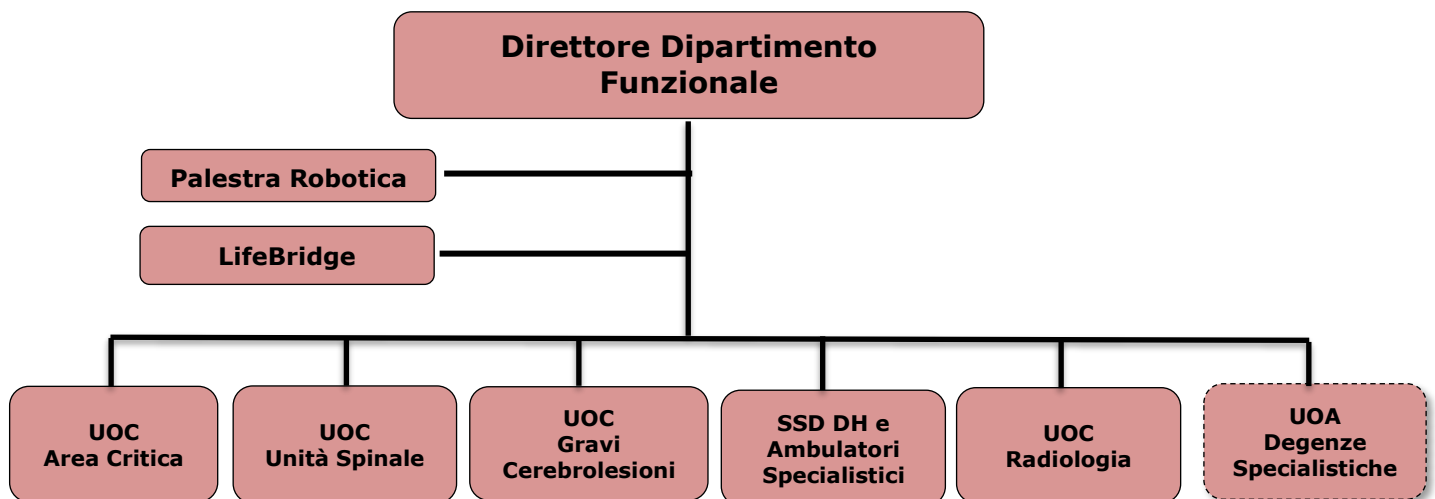 Direttore Dipartimento
Funzionale
Palestra Robotica
LifeBridge
UOC
Area Critica
UOC
Unità Spinale
UOC
Gravi
Cerebrolesioni
SSD DH e
Ambulatori
Specialistici
UOC
Radiologia
UOA
Degenze
Specialistiche